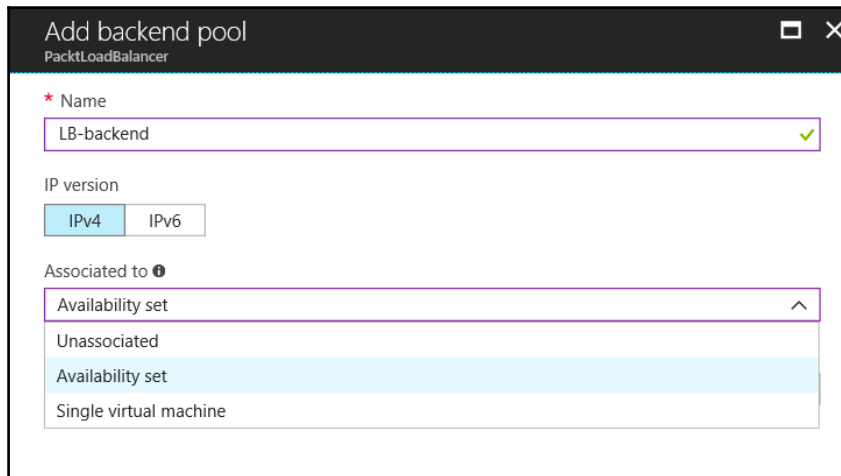 Add backend pool
PacktLoadBalancer
* Name
LB-backend
IP version
IPv4 IPv6
Associated to
Availability set
Unassociated
Availability set
Single virtual machine